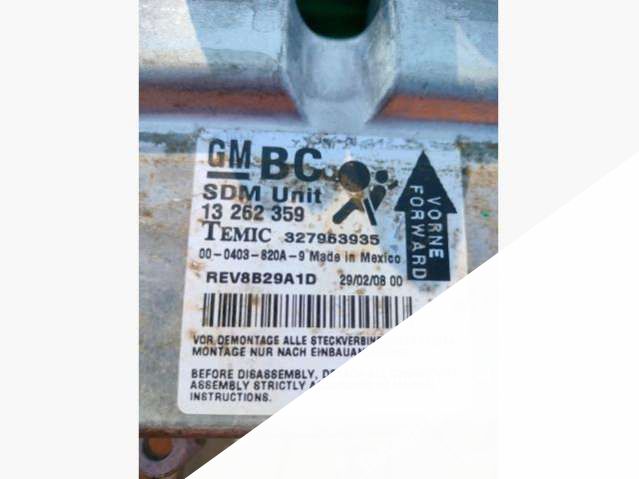 GM BC
SDM Unit
13 262 359
TEMIC 327963935
00-0403-820A-9 Made in Mexico
REV8B29A1D 29/02/08 00
VORNE
FORWARD
VOR DEMONTAGE ALLE STECKVERBIN
MONTAGE NUR NACH EINBAUAN
BEFORE DISASSEMBLY,
ASSEMBLY STRICTLY
INSTRUCTIONS.